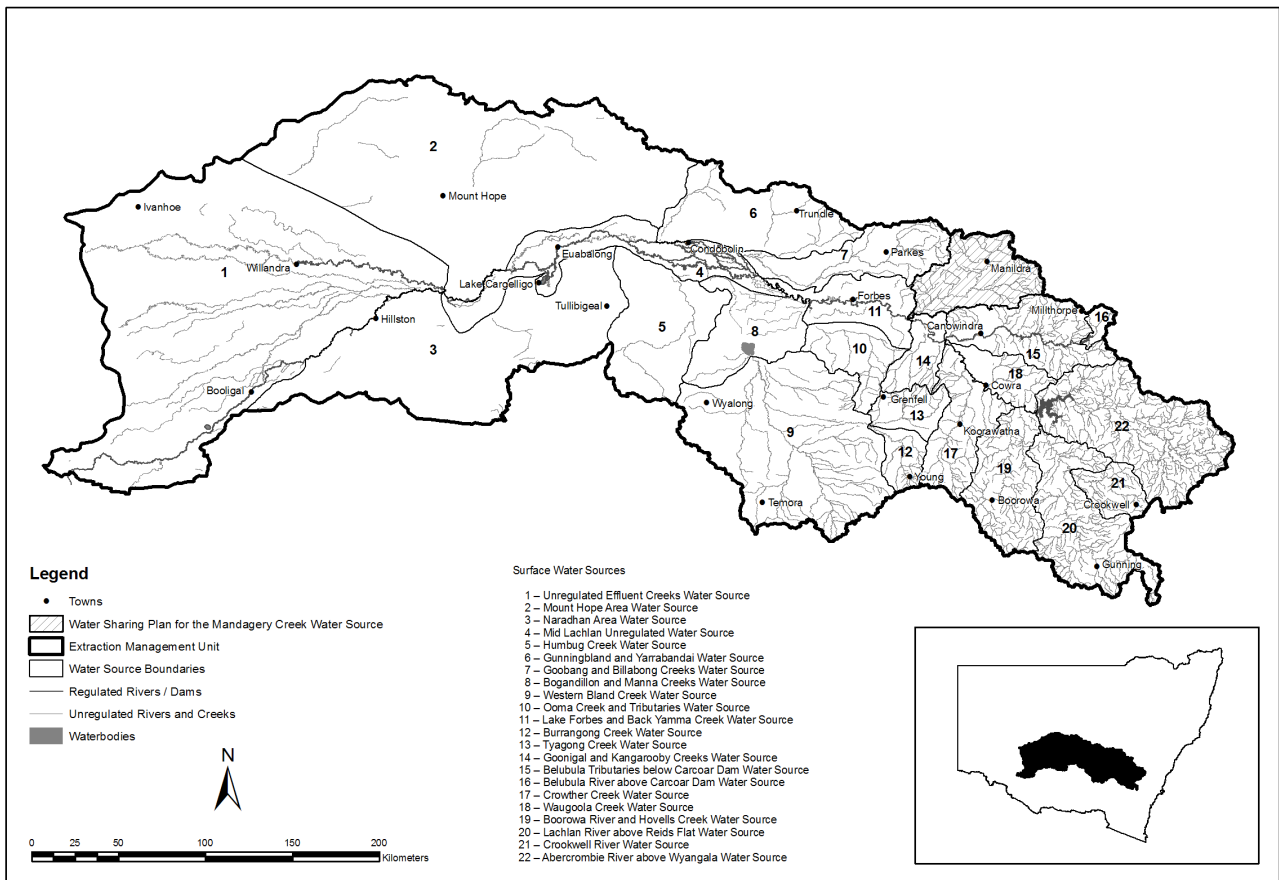 2
Mount Hope
Ivanhoe
6
Trundle
Condobolin
7
Parkes
Euabalong
Manildra
1
Willandra
4
Lake Cargelligo
Forbes
Tullibigeal
11
Millthorpe
16
Hillston
5
8
Canowindra
3
10
14
15
18
Booligal
Cowra
Wyalong
Grenfell
13
22
Koorawatha
9
12
17
19
21
Young
Temora
Boorowa
Crookwell
20
Gunning
Legend
Towns
Water Sharing Plan for the Mandagery Creek Water Source
Extraction Management Unit
Water Source Boundaries
Regulated Rivers / Dams
Unregulated Rivers and Creeks
Waterbodies
N
0 25 50 100 150 200
Kilometers
Surface Water Sources
1 – Unregulated Effluent Creeks Water Source
2 – Mount Hope Area Water Source
3 – Naradhan Area Water Source
4 – Mid Lachlan Unregulated Water Source
5 – Humbug Creek Water Source
6 – Gunningbland and Yarrabandai Water Source
7 – Goobang and Billabong Creeks Water Source
8 – Bogandillon and Manna Creeks Water Source
9 – Western Bland Creek Water Source
10 – Ooma Creek and Tributaries Water Source
11 – Lake Forbes and Back Yamma Creek Water Source
12 – Burrangong Creek Water Source
13 – Tyagong Creek Water Source
14 – Goonigal and Kangarooby Creeks Water Source
15 – Belubula Tributaries below Carcoar Dam Water Source
16 – Belubula River above Carcoar Dam Water Source
17 – Crowther Creek Water Source
18 – Waugoola Creek Water Source
19 – Boorowa River and Hovells Creek Water Source
20 – Lachlan River above Reids Flat Water Source
21 – Crookwell River Water Source
22 – Abercrombie River above Wyangala Water Source